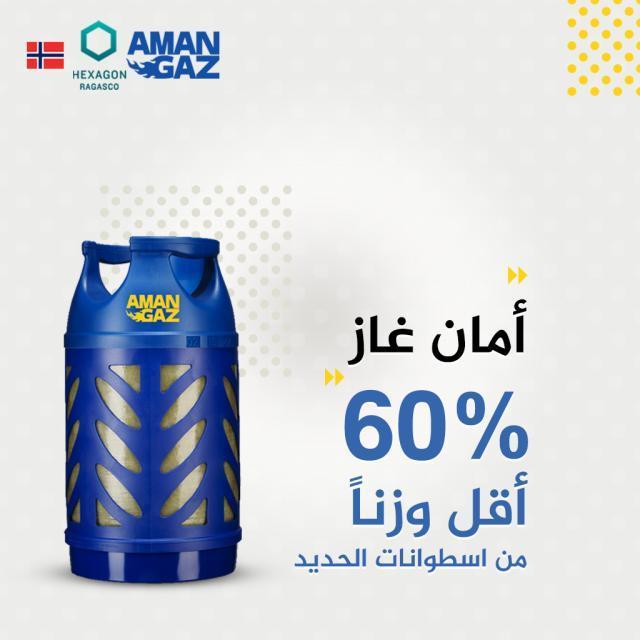 HEXAGON
RAGASCO
AMAN
GAZ
AMAN
GAZ
أمان غاز
60%
أقل وزناً
من اسطوانات الحديد